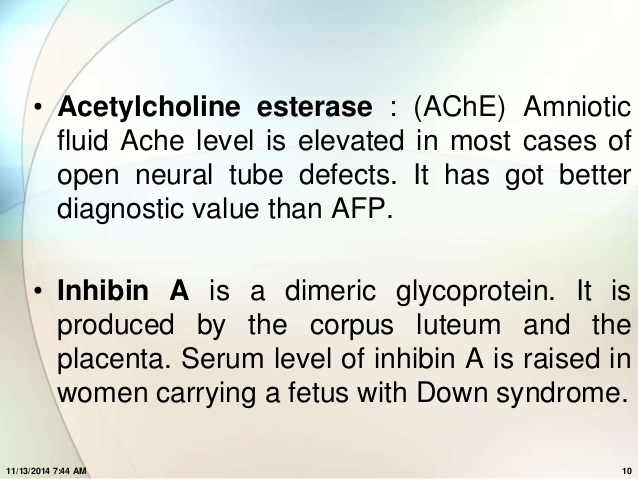 • Acetylcholine esterase : (AChE) Amniotic
fluid Ache level is elevated in most cases of
open neural tube defects. It has got better
diagnostic value than AFP.
• Inhibin A is a dimeric glycoprotein. It is
produced by the corpus luteum and the
placenta. Serum level of inhibin A is raised in
women carrying a fetus with Down syndrome.
11/13/2014 7:44 AM
10